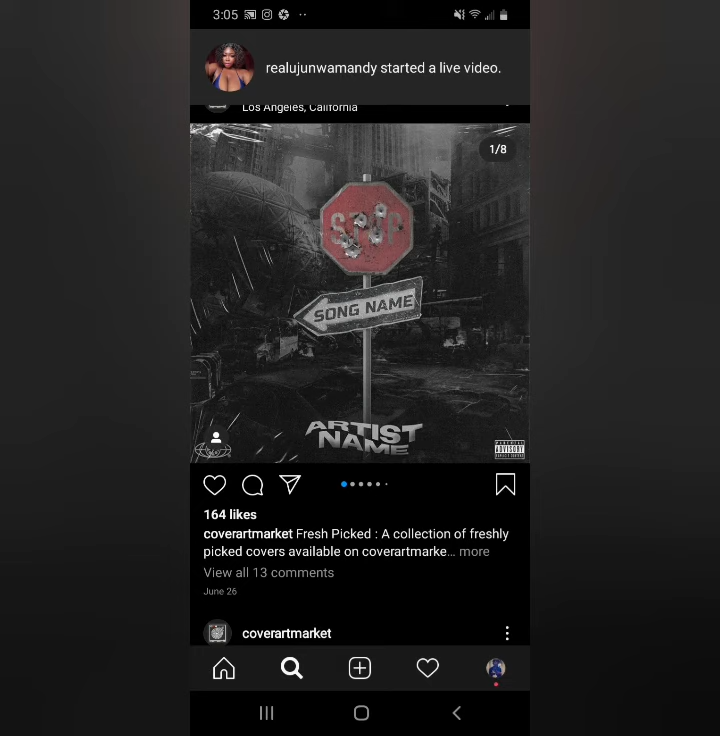 3:05
realujunwamandy started a live video.
Los Angeles, California
1/8
STOP
SONG NAME
ARTIST
NAME
PARENTAL
ADVISORY
EXPLICIT CONTENT
164 likes
coverartmarket Fresh Picked : A collection of freshly
picked covers available on coverartmarke... more
View all 13 comments
June 26
coverartmarket